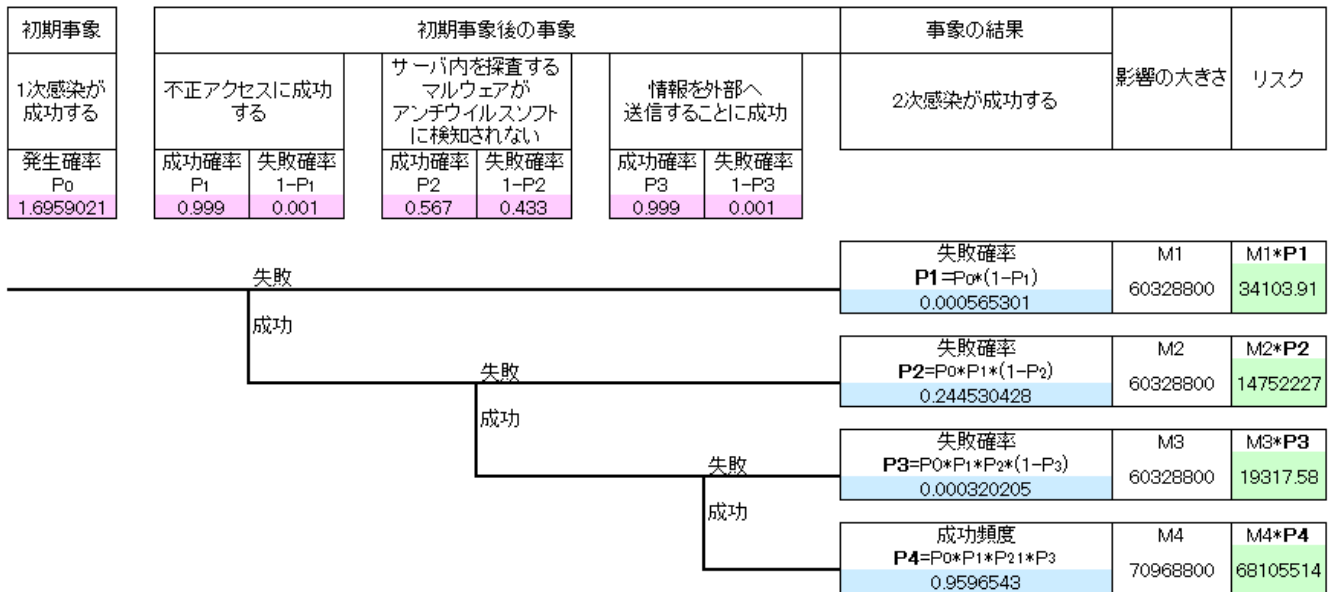 初期事象
初期事象後の事象
事象の結果
影響の大きさ
リスク
1次感染が
成功する
不正アクセスに成功
する
サーバ内を探査する
マルウェアが
アンチウイルスソフト
に検知されない
情報を外部へ
送信することに成功
2次感染が成功する
発生確率
P0
1.6959021
成功確率 失敗確率
P1 1-P1
0.999 0.001
成功確率 失敗確率
P2 1-P2
0.567 0.433
成功確率 失敗確率
P3 1-P3
0.999 0.001
失敗
成功
失敗確率
P1=P0*(1-P1)
0.000565301
M1
60328800
M1*P1
34103.91
失敗
成功
失敗確率
P2=P0*P1*(1-P2)
0.244530428
M2
60328800
M2*P2
14752227
失敗
成功
失敗確率
P3=P0*P1*P2*(1-P3)
0.000320205
M3
60328800
M3*P3
19317.58
成功頻度
P4=P0*P1*P21*P3
0.9596543
M4
70968800
M4*P4
68105514